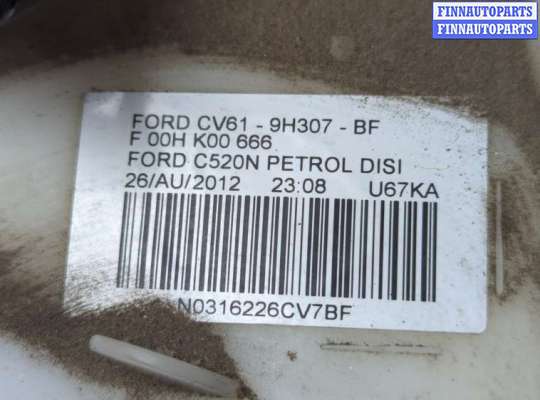 FINNAUTOPARTS
FINNAUTOPARTS
FORD CV61 - 9H307 - BF
F 00H K00 666
FORD C520N PETROL DISI
26/AU/2012 23:08 U67KA
N0316226CV7BF